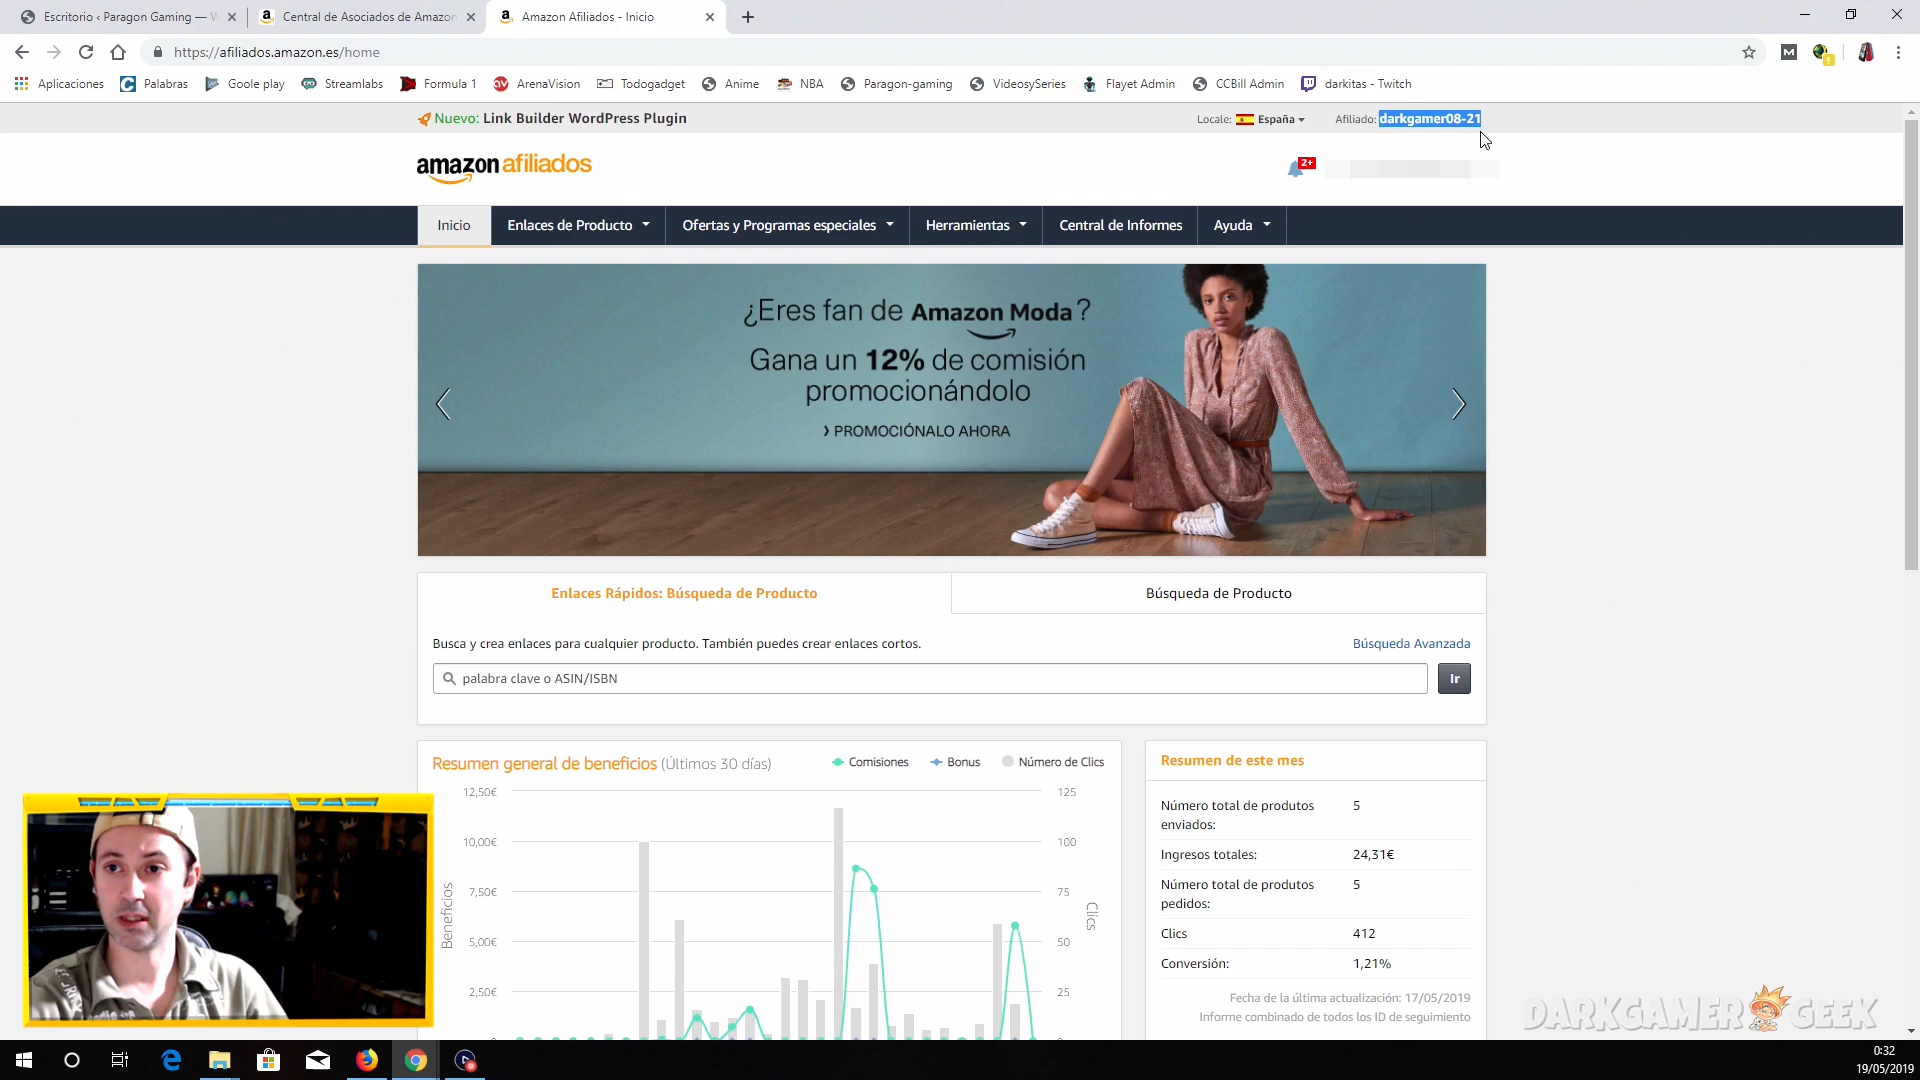 Escritorio ‹ Paragon Gaming — W
Central de Asociados de Amazon
Amazon Afiliados - Inicio
https://afiliados.amazon.es/home
Aplicaciones
Palabras
Goole play
Streamlabs
Formula 1
ArenaVision
Todogadget
Anime
NBA
Paragon-gaming
VideosySeries
Flayet Admin
CCBill Admin
darkitas - Twitch
Nuevo: Link Builder WordPress Plugin
Locale: España
Afiliado: darkgamer08-21
amazon afiliados
2+
Inicio
Enlaces de Producto
Ofertas y Programas especiales
Herramientas
Central de Informes
Ayuda
¿Eres fan de Amazon Moda?
Gana un 12% de comisión
promocionándolo
› PROMOCIÓNALO AHORA
Enlaces Rápidos: Búsqueda de Producto
Búsqueda de Producto
Busca y crea enlaces para cualquier producto. También puedes crear enlaces cortos.
Búsqueda Avanzada
palabra clave o ASIN/ISBN
Ir
Resumen general de beneficios (Últimos 30 días)
Comisiones
Bonus
Número de Clics
12,50€
10,00€
7,50€
5,00€
2,50€
Beneficios
125
100
75
50
25
Clics
Resumen de este mes
Número total de produtos
enviados:
5
Ingresos totales:
24,31€
Número total de produtos
pedidos:
5
Clics
412
Conversión:
1,21%
Fecha de la última actualización: 17/05/2019
Informe combinado de todos los ID de seguimiento
DARKGAMER GEEK
0:32
19/05/2019